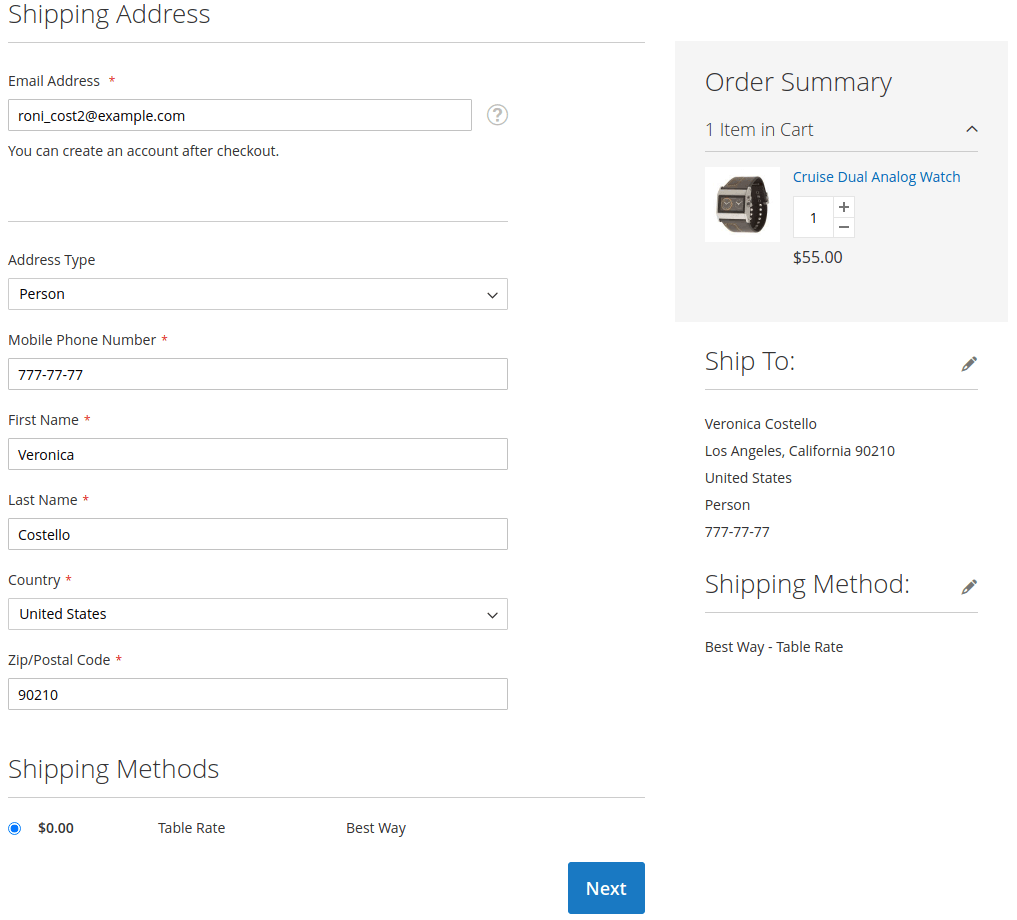 Shipping Address
Email Address *
roni_cost2@example.com
?
You can create an account after checkout.
Address Type
Person
Mobile Phone Number *
777-77-77
First Name *
Veronica
Last Name *
Costello
Country *
United States
Zip/Postal Code *
90210
Shipping Methods
$0.00 Table Rate Best Way
Next
Order Summary
1 Item in Cart
Cruise Dual Analog Watch
1 + −
$55.00
Ship To:
Veronica Costello
Los Angeles, California 90210
United States
Person
777-77-77
Shipping Method:
Best Way - Table Rate